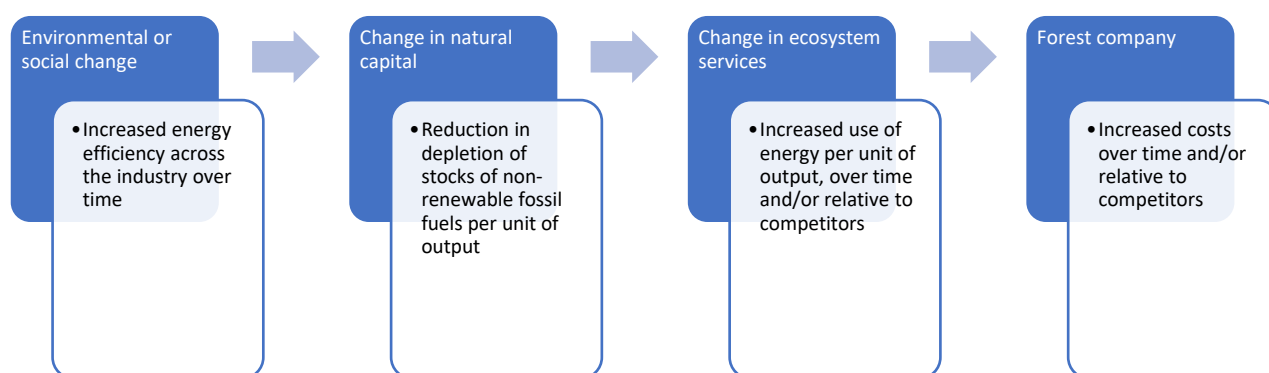 Environmental or
social change
•Increased energy
efficiency across
the industry over
time
Change in natural
capital
•Reduction in
depletion of
stocks of non-
renewable fossil
fuels per unit of
output
Change in ecosystem
services
•Increased use of
energy per unit of
output, over time
and/or relative to
competitors
Forest company
•Increased costs
over time and/or
relative to
competitors